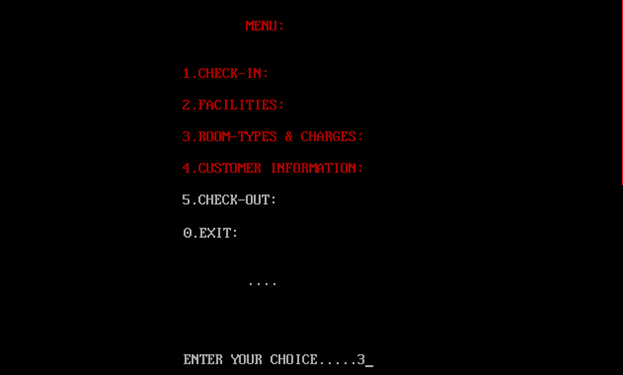 MENU:
1.CHECK-IN:
2.FACILITIES:
3.ROOM-TYPES & CHARGES:
4.CUSTOMER INFORMATION:
5.CHECK-OUT:
0.EXIT:
....
ENTER YOUR CHOICE.....3_